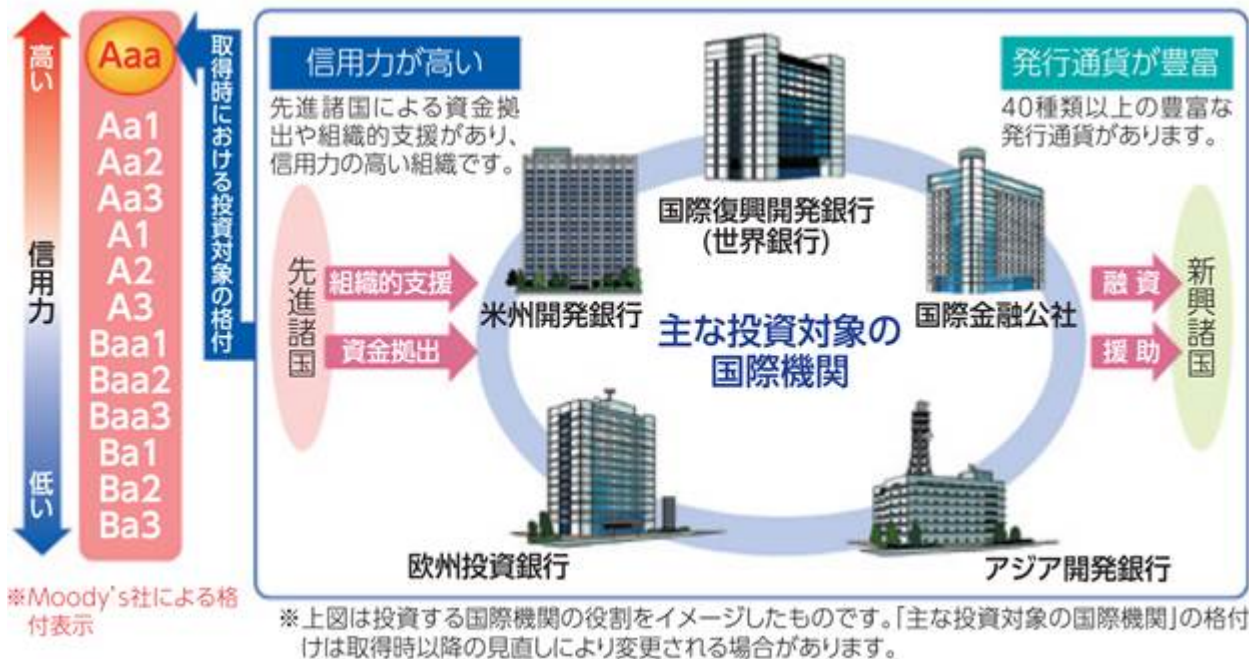 高い
信用力
低い
Aaa
Aa1
Aa2
Aa3
A1
A2
A3
Baa1
Baa2
Baa3
Ba1
Ba2
Ba3
※Moody's社による格
付表示
取得時における投資対象の格付
信用力が高い
先進諸国による資金拠
出や組織的支援があり、
信用力の高い組織です。
発行通貨が豊富
40種類以上の豊富な
発行通貨があります。
先進諸国
組織的支援
資金拠出
国際復興開発銀行
(世界銀行)
米州開発銀行
国際金融公社
主な投資対象の
国際機関
欧州投資銀行
アジア開発銀行
融資
援助
新興諸国
※上図は投資する国際機関の役割をイメージしたものです。「主な投資対象の国際機関」の格付
けは取得時以降の見直しにより変更される場合があります。